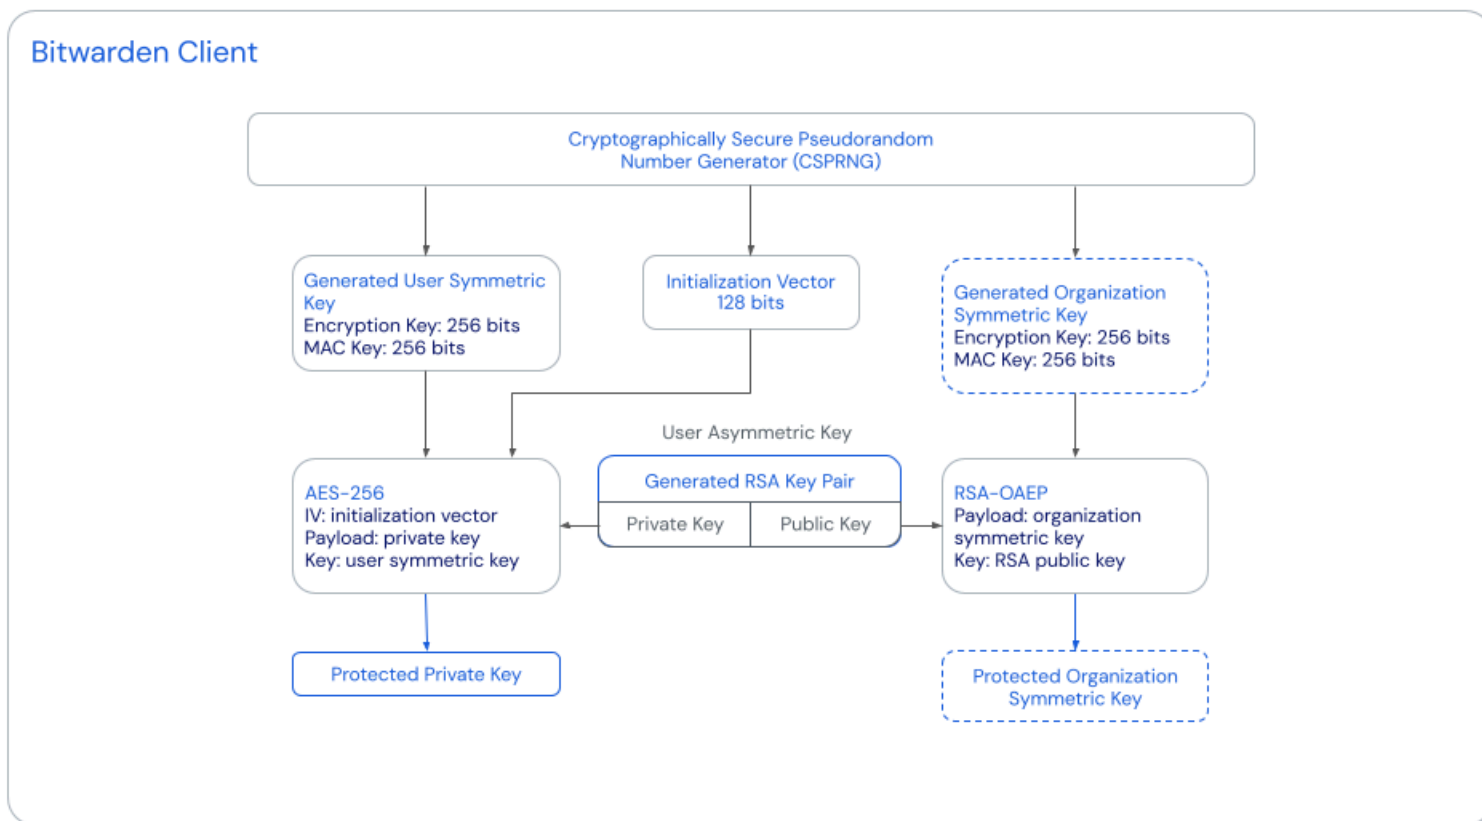 Bitwarden Client
Cryptographically Secure Pseudorandom
Number Generator (CSPRNG)
Generated User Symmetric
Key
Encryption Key: 256 bits
MAC Key: 256 bits
Initialization Vector
128 bits
Generated Organization
Symmetric Key
Encryption Key: 256 bits
MAC Key: 256 bits
User Asymmetric Key
Generated RSA Key Pair
Private Key
Public Key
AES-256
IV: initialization vector
Payload: private key
Key: user symmetric key
RSA-OAEP
Payload: organization
symmetric key
Key: RSA public key
Protected Private Key
Protected Organization
Symmetric Key